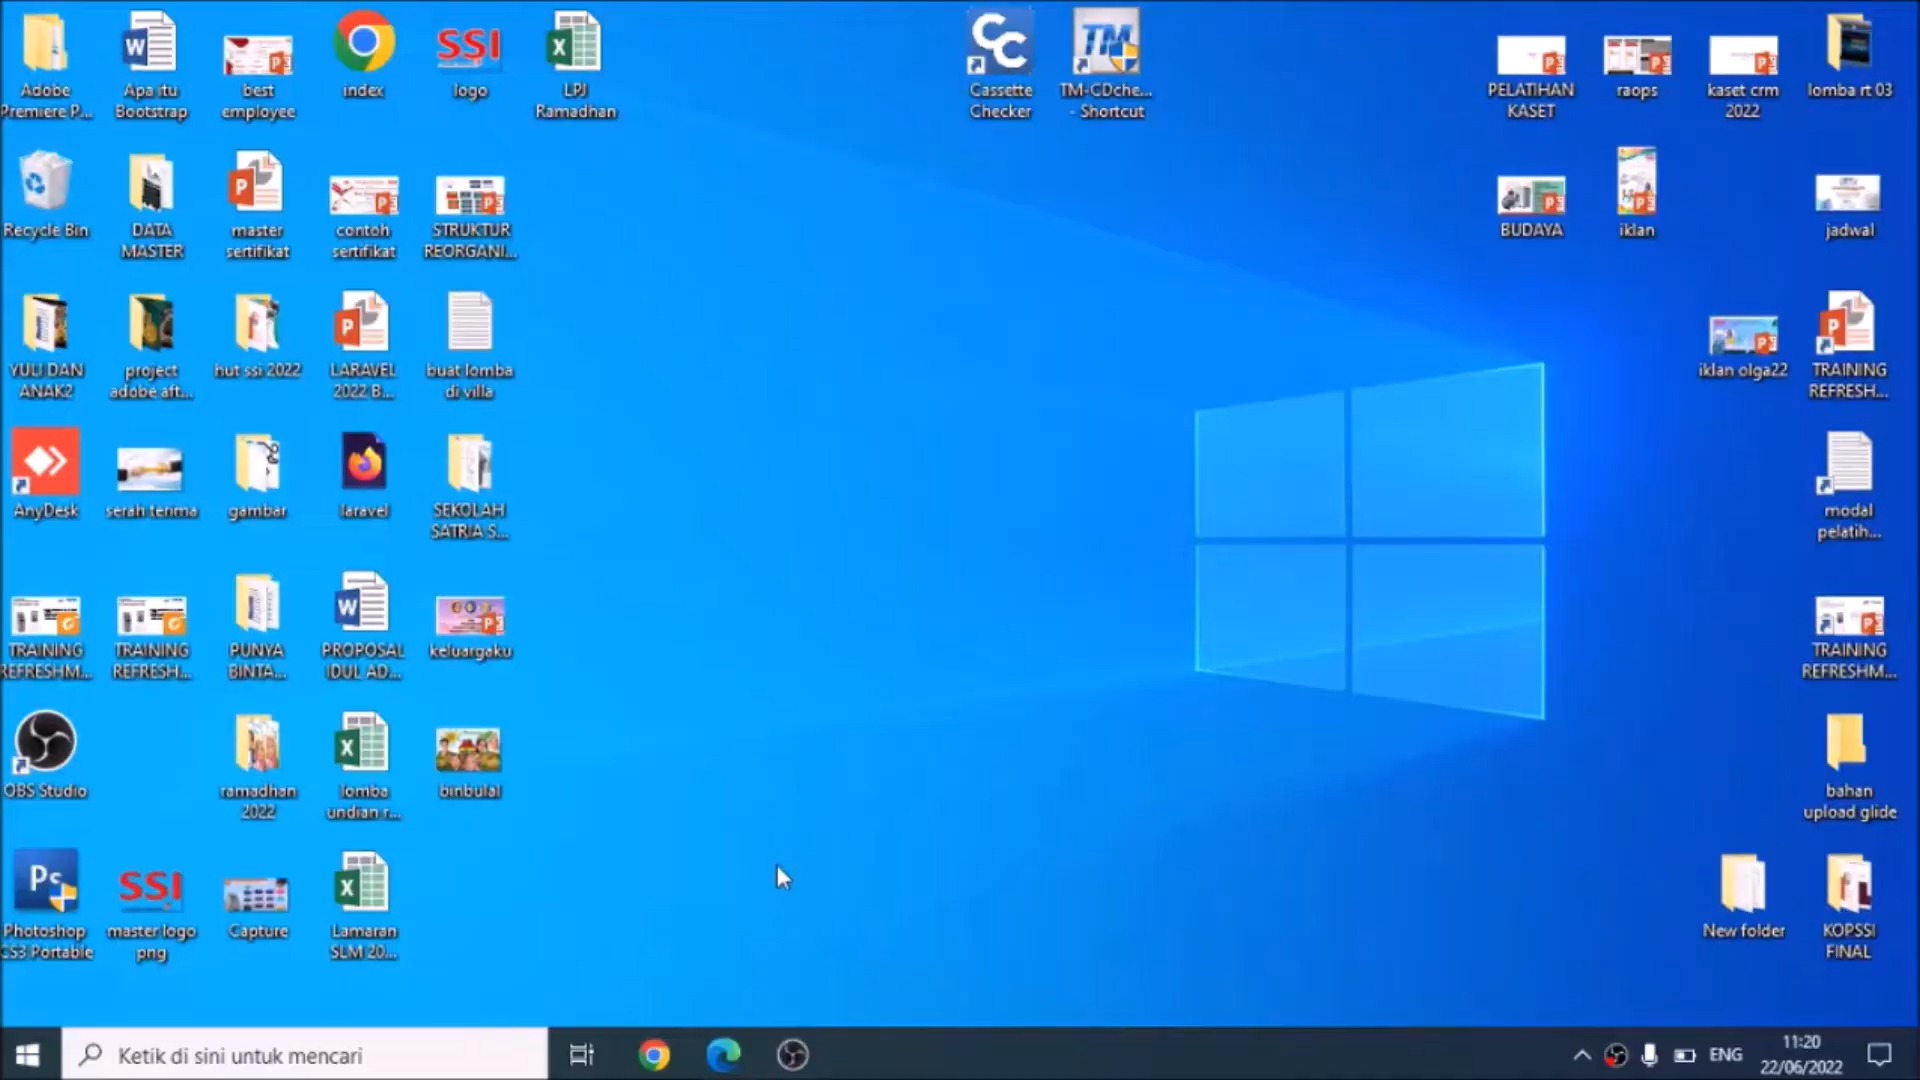 Adobe
Premiere P...
Apa itu
Bootstrap
best
employee
index
SSI
logo
LPJ
Ramadhan
Cassette
Checker
TM
TM-CDche...
- Shortcut
PELATIHAN
KASET
raops
kaset crm
2022
lomba rt 03
Recycle Bin
DATA
MASTER
master
sertifikat
contoh
sertifikat
STRUKTUR
REORGANI...
BUDAYA
iklan
jadwal
YULI DAN
ANAK2
project
adobe aft...
hut ssi 2022
LARAVEL
2022 B...
buat lomba
di villa
iklan olga22
TRAINING
REFRESH...
AnyDesk
serah terima
gambar
laravel
SEKOLAH
SATRIA S...
modal
pelatih...
TRAINING
REFRESHM...
TRAINING
REFRESH...
PUNYA
BINTA...
PROPOSAL
IDUL AD...
keluargaku
TRAINING
REFRESHM...
OBS Studio
ramadhan
2022
lomba
undian r...
binbulal
bahan
upload glide
Ps
Photoshop
CS3 Portable
SSI
master logo
png
Capture
Lamaran
SLM 20...
New folder
KOPSSI
FINAL
Ketik di sini untuk mencari
ENG
11:20
22/06/2022